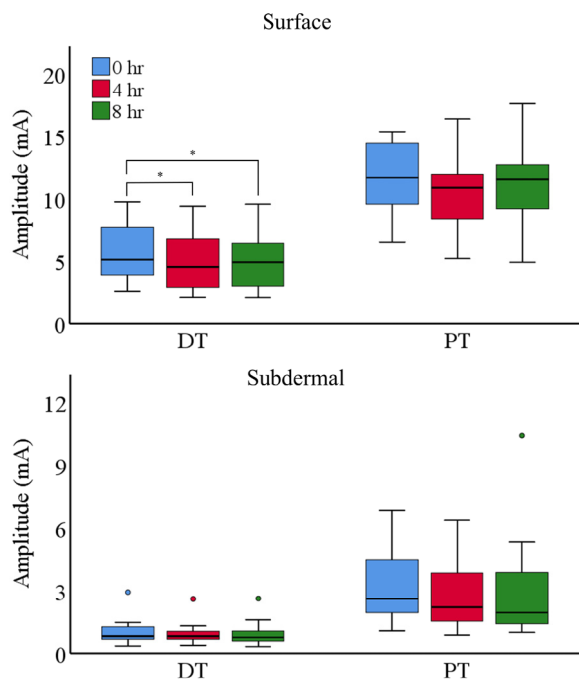 Surface
Amplitude (mA)
20
15
10
5
0
0 hr
4 hr
8 hr
*
*
DT
PT
Subdermal
Amplitude (mA)
12
9
6
3
0
DT
PT